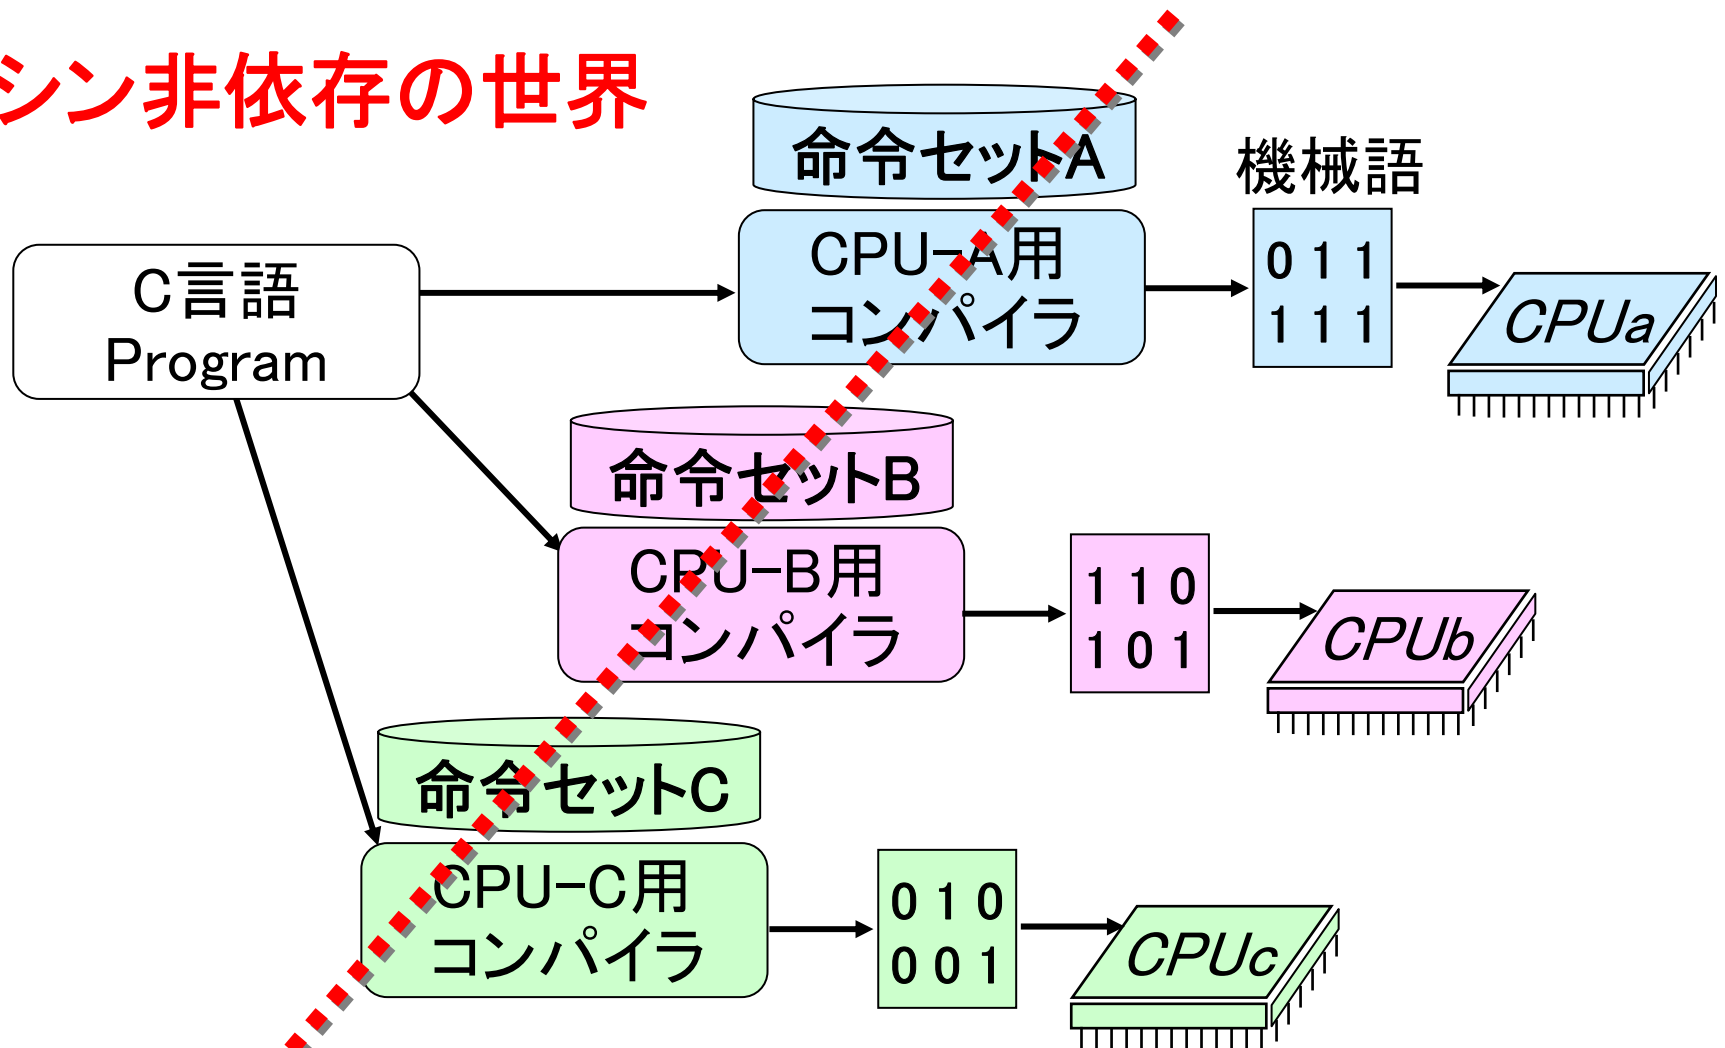 シン非依存の世界
命令セットA
機械語
CPU-A用
コンパイラ
0 1 1
1 1 1
CPUa
C言語
Program
命令セットB
CPU-B用
コンパイラ
1 1 0
1 0 1
CPUb
命令セットC
CPU-C用
コンパイラ
0 1 0
0 0 1
CPUc